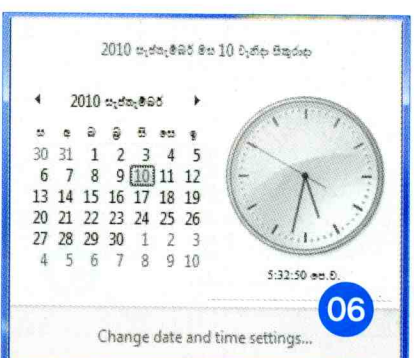 2010 සැප්තැම්බර් මස 10 වැනිදා සිකුරාදා
2010 සැප්තැම්බර්
ස අ බ බ්‍ර සි සෙ ඉ
30 31 1 2 3 4 5
6 7 8 9 10 11 12
13 14 15 16 17 18 19
20 21 22 23 24 25 26
27 28 29 30 1 2 3
4 5 6 7 8 9 10
5:32:50 පෙ.ව.
06
Change date and time settings...